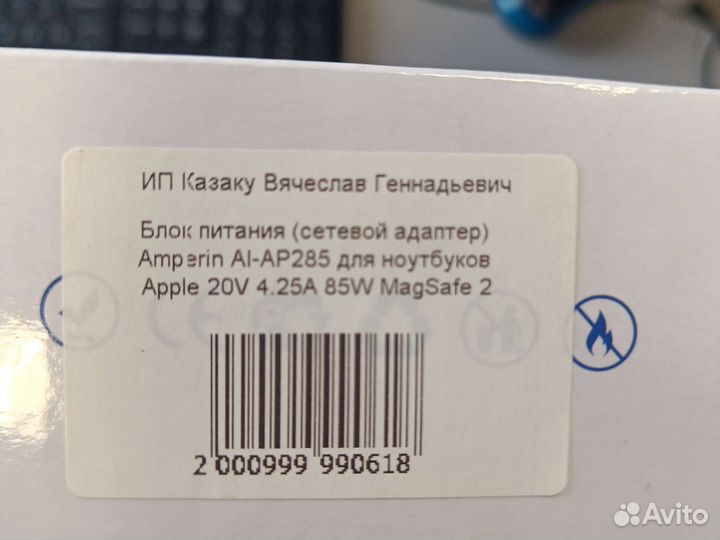 ИП Казаку Вячеслав Геннадьевич
Блок питания (сетевой адаптер)
Amperin AI-AP285 для ноутбуков
Apple 20V 4.25A 85W MagSafe 2
2 000999 990618
Avito